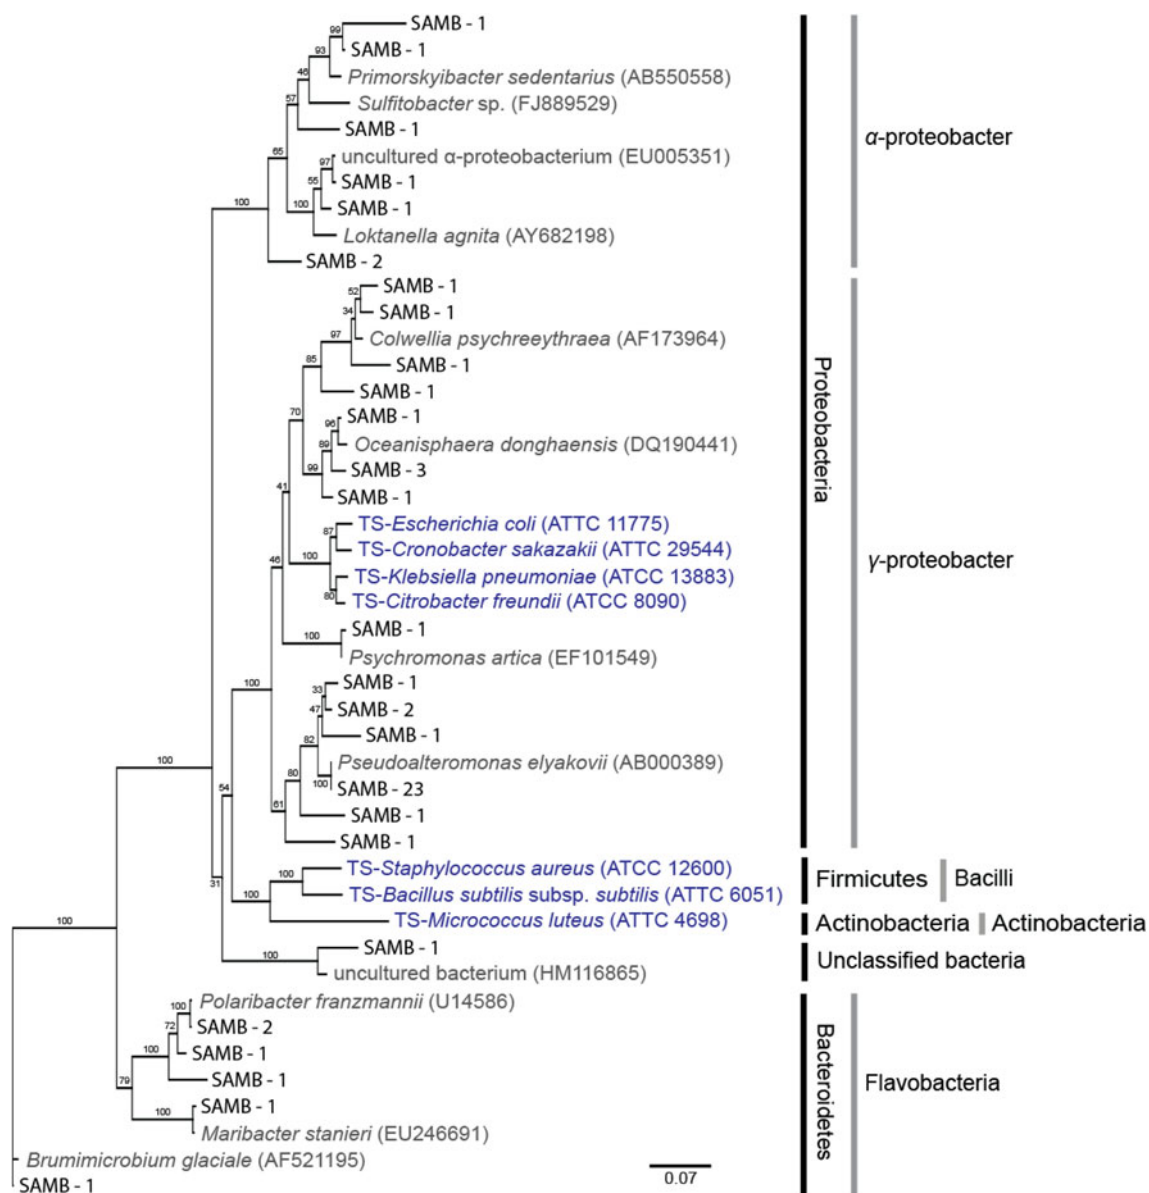 SAMB - 1
99
SAMB - 1
93
Primorskyibacter sedentarius (AB550558)
46
Sulfitobacter sp. (FJ889529)
57
SAMB - 1
α-proteobacter
65
uncultured α-proteobacterium (EU005351)
97
SAMB - 1
55
SAMB - 1
100
100
Loktanella agnita (AY682198)
SAMB - 2
SAMB - 1
52
SAMB - 1
34
Colwellia psychreeythraea (AF173964)
97
SAMB - 1
85
SAMB - 1
Proteobacteria
70
SAMB - 1
96
Oceanisphaera donghaensis (DQ190441)
89
SAMB - 3
99
SAMB - 1
41
TS-Escherichia coli (ATTC 11775)
87
TS-Cronobacter sakazakii (ATTC 29544)
100
γ-proteobacter
46
TS-Klebsiella pneumoniae (ATCC 13883)
80
TS-Citrobacter freundii (ATCC 8090)
SAMB - 1
100
Psychromonas artica (EF101549)
100
SAMB - 1
33
SAMB - 2
47
SAMB - 1
82
Pseudoalteromonas elyakovii (AB000389)
100
80
100
SAMB - 23
54
61
SAMB - 1
SAMB - 1
TS-Staphylococcus aureus (ATCC 12600)
100
Firmicutes
Bacilli
31
TS-Bacillus subtilis subsp. subtilis (ATTC 6051)
100
TS-Micrococcus luteus (ATTC 4698)
Actinobacteria
Actinobacteria
100
SAMB - 1
100
Unclassified bacteria
uncultured bacterium (HM116865)
Polaribacter franzmannii (U14586)
100
SAMB - 2
72
SAMB - 1
100
SAMB - 1
Bacteroidetes
Flavobacteria
79
SAMB - 1
100
Maribacter stanieri (EU246691)
Brumimicrobium glaciale (AF521195)
0.07
SAMB - 1